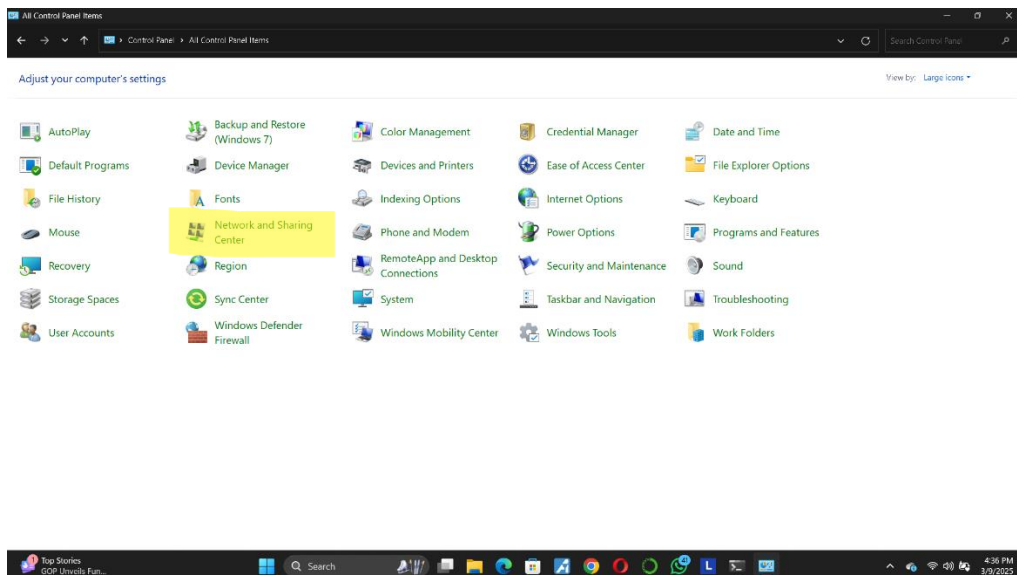 All Control Panel Items
Control Panel > All Control Panel Items
Search Control Panel
Adjust your computer's settings
View by: Large icons
AutoPlay
Backup and Restore
(Windows 7)
Color Management
Credential Manager
Date and Time
Default Programs
Device Manager
Devices and Printers
Ease of Access Center
File Explorer Options
File History
Fonts
Indexing Options
Internet Options
Keyboard
Mouse
Network and Sharing
Center
Phone and Modem
Power Options
Programs and Features
Recovery
Region
RemoteApp and Desktop
Connections
Security and Maintenance
Sound
Storage Spaces
Sync Center
System
Taskbar and Navigation
Troubleshooting
User Accounts
Windows Defender
Firewall
Windows Mobility Center
Windows Tools
Work Folders
1
Top Stories
GOP Unveils Fun...
Search
L
4:36 PM
3/9/2025